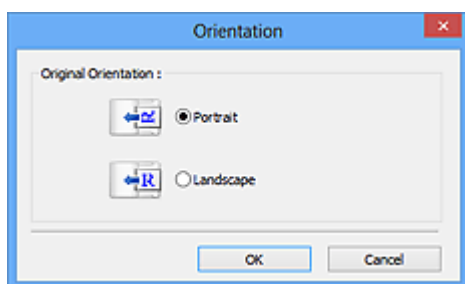 Orientation
Original Orientation :
R
Portrait
R
Landscape
OK
Cancel